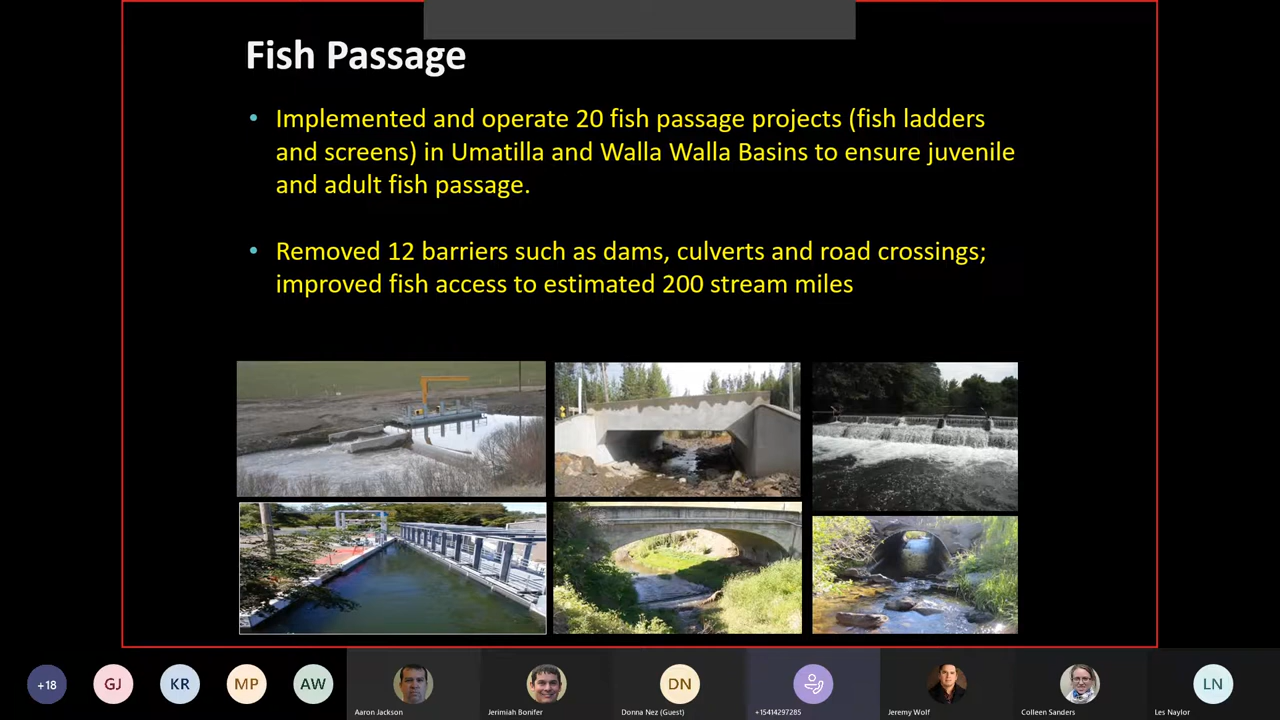 Fish Passage
• Implemented and operate 20 fish passage projects (fish ladders
and screens) in Umatilla and Walla Walla Basins to ensure juvenile
and adult fish passage.
• Removed 12 barriers such as dams, culverts and road crossings;
improved fish access to estimated 200 stream miles
+18 GJ KR MP AW DN LN
Aaron Jackson Jerimiah Bonifer Donna Nez (Guest) +15414297285 Jeremy Wolf Colleen Sanders Les Naylor